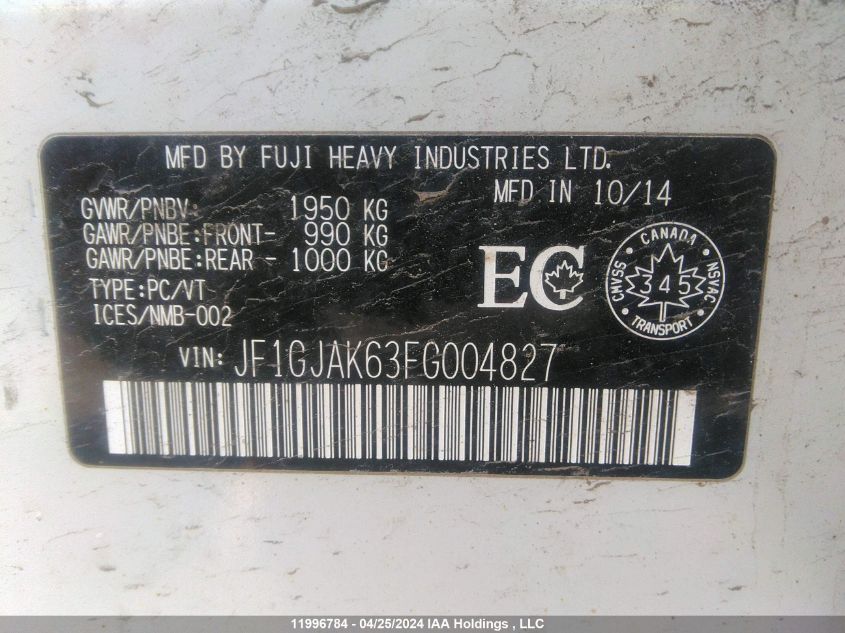 MFD BY FUJI HEAVY INDUSTRIES LTD.
MFD IN 10/14
GVWR/PNBV: 1950 KG
GAWR/PNBE:FRONT- 990 KG
GAWR/PNBE:REAR - 1000 KG
TYPE:PC/VT
ICES/NMB-002
EC
CANADA
CMVSS 345 NSVAC
TRANSPORT
VIN: JF1GJAK63FG004827
11996784 - 04/25/2024 IAA Holdings , LLC